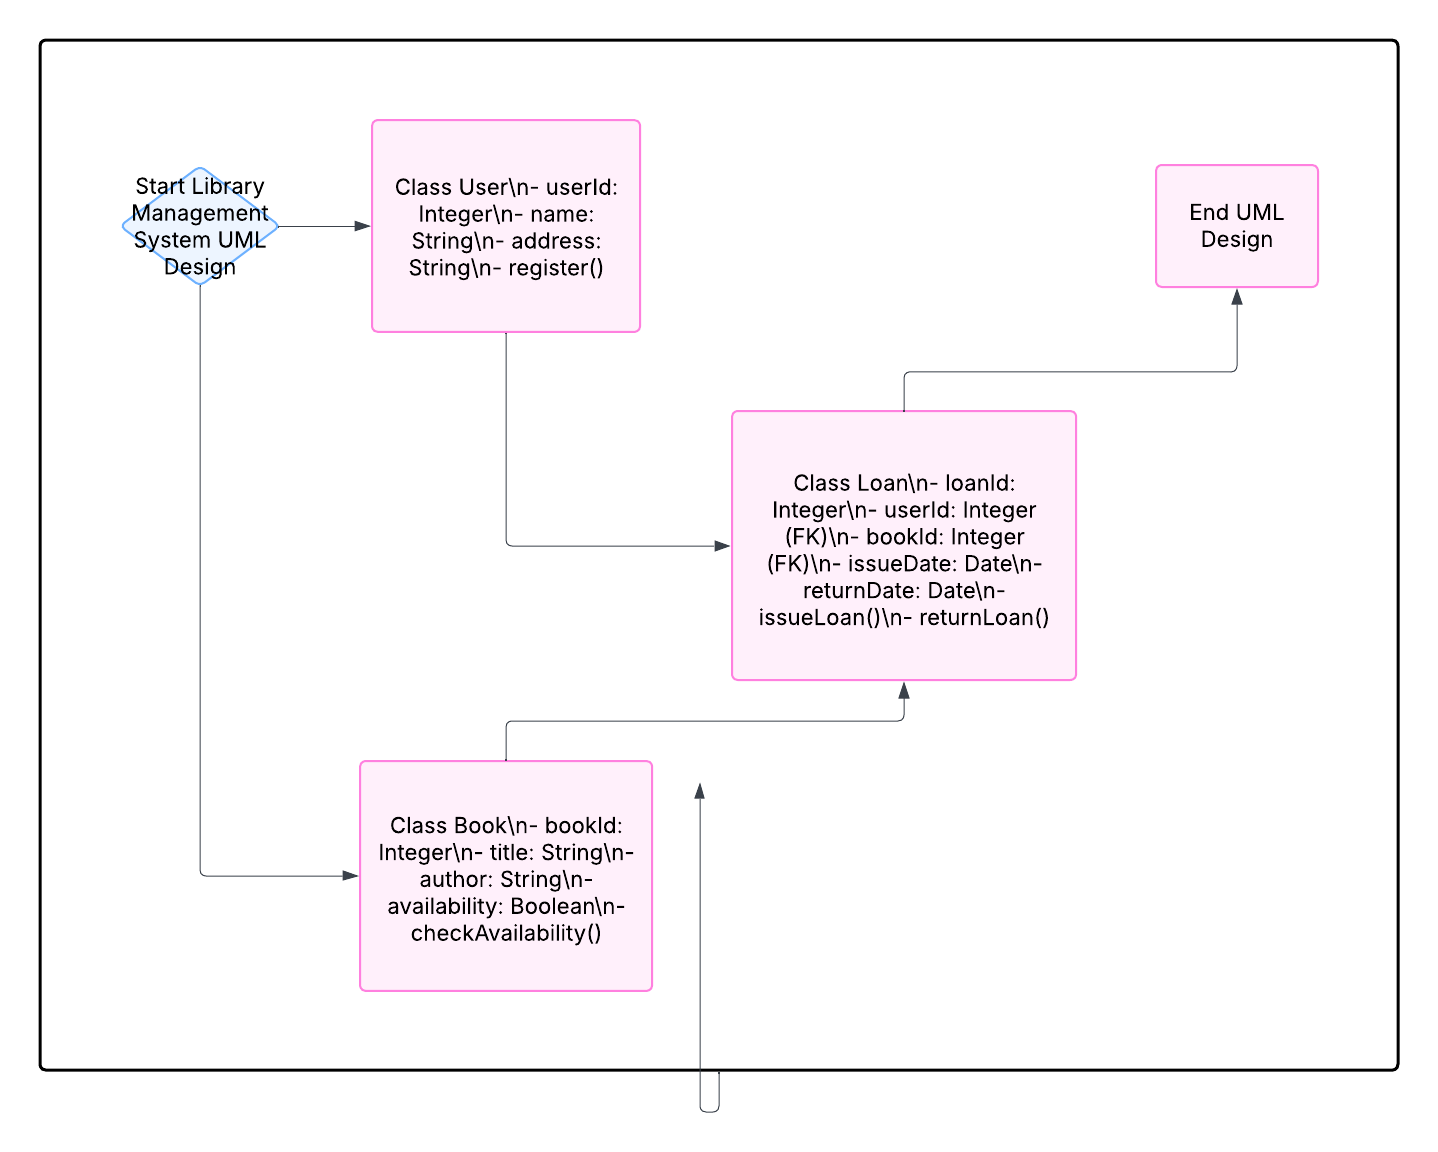 Start Library
Management
System UML
Design
Class User\n- userId:
Integer\n- name:
String\n- address:
String\n- register()
End UML
Design
Class Loan\n- loanId:
Integer\n- userId: Integer
(FK)\n- bookId: Integer
(FK)\n- issueDate: Date\n-
returnDate: Date\n-
issueLoan()\n- returnLoan()
Class Book\n- bookId:
Integer\n- title: String\n-
author: String\n-
availability: Boolean\n-
checkAvailability()